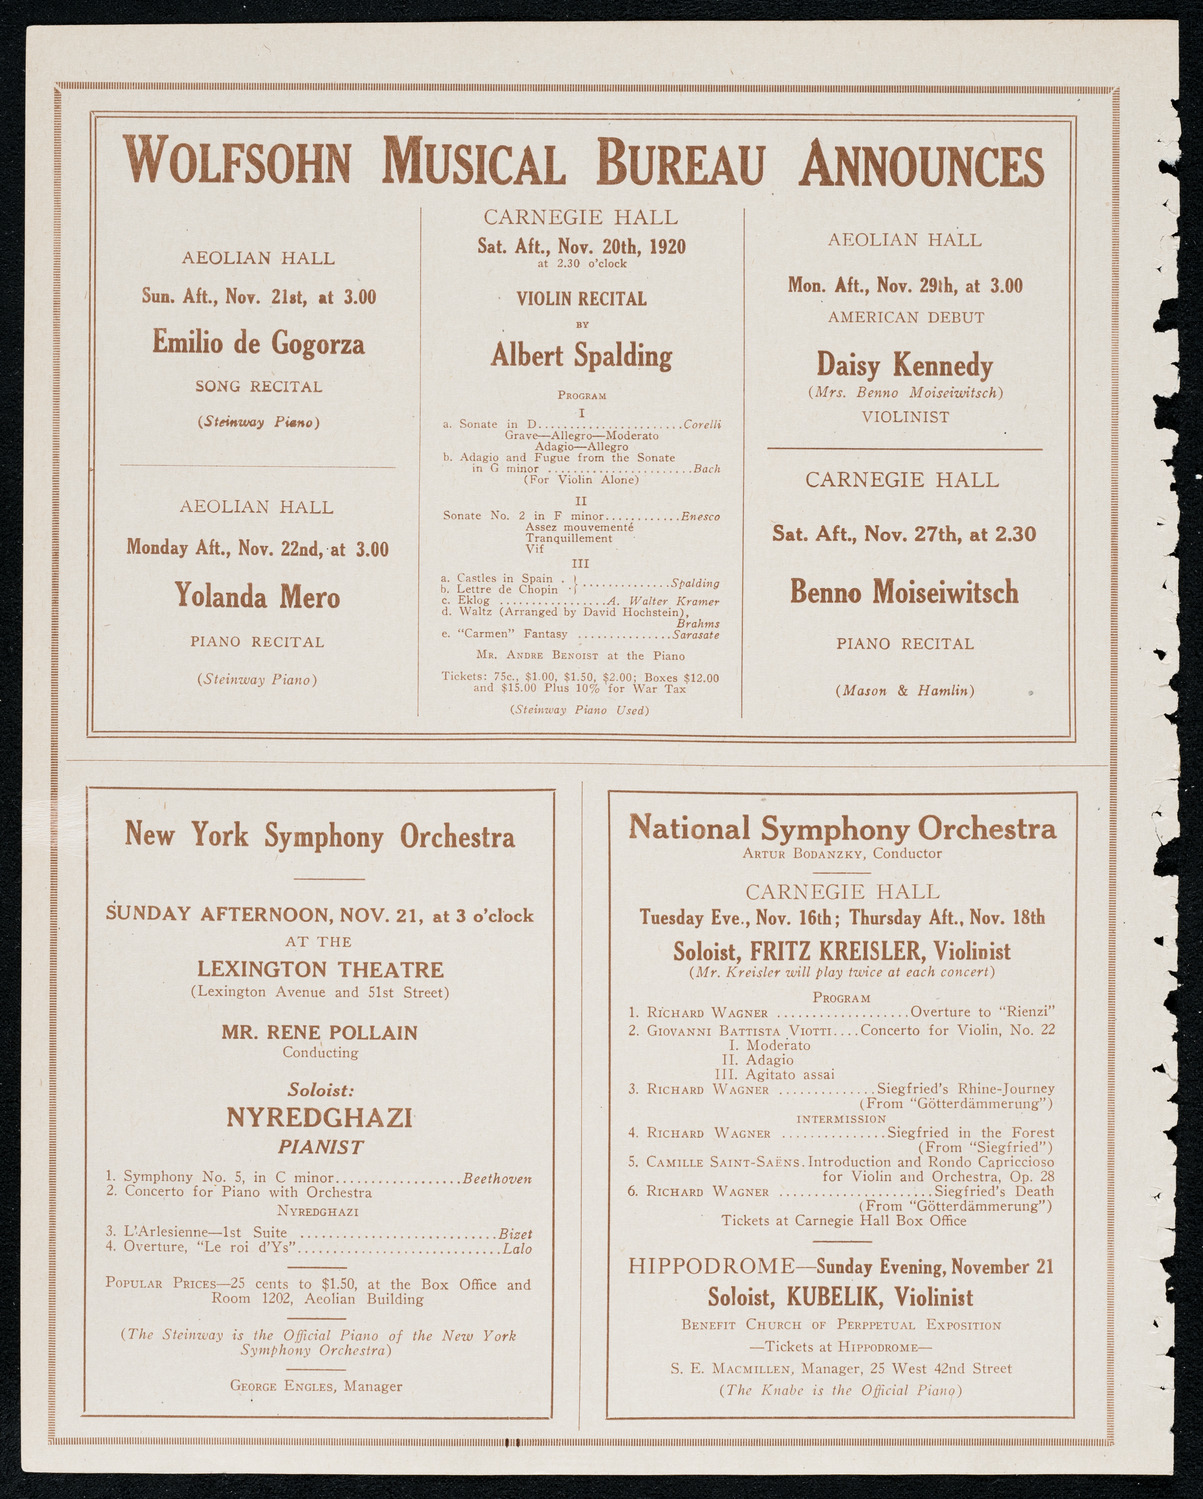 WOLFSOHN MUSICAL BUREAU ANNOUNCES
AEOLIAN HALL
Sun. Aft., Nov. 21st, at 3.00
Emilio de Gogorza
SONG RECITAL
(Steinway Piano)
AEOLIAN HALL
Monday Aft., Nov. 22nd, at 3.00
Yolanda Mero
PIANO RECITAL
(Steinway Piano)
CARNEGIE HALL
Sat. Aft., Nov. 20th, 1920
at 2.30 o'clock
VIOLIN RECITAL
BY
Albert Spalding
PROGRAM
I
a. Sonate in D......................Corelli
Grave—Allegro—Moderato
Adagio—Allegro
b. Adagio and Fugue from the Sonate
in G minor ......................Bach
(For Violin Alone)
II
Sonate No. 2 in F minor............Enesco
Assez mouvementé
Tranquillement
Vif
III
a. Castles in Spain . }
b. Lettre de Chopin . } ..............Spalding
c. Eklog .................A. Walter Kramer
d. Waltz (Arranged by David Hochstein),
Brahms
e. "Carmen" Fantasy ...............Sarasate
MR. ANDRE BENOIST at the Piano
Tickets: 75c., $1.00, $1.50, $2.00; Boxes $12.00
and $15.00 Plus 10% for War Tax
(Steinway Piano Used)
AEOLIAN HALL
Mon. Aft., Nov. 29th, at 3.00
AMERICAN DEBUT
Daisy Kennedy
(Mrs. Benno Moiseiwitsch)
VIOLINIST
CARNEGIE HALL
Sat. Aft., Nov. 27th, at 2.30
Benno Moiseiwitsch
PIANO RECITAL
(Mason & Hamlin)
New York Symphony Orchestra
SUNDAY AFTERNOON, NOV. 21, at 3 o'clock
AT THE
LEXINGTON THEATRE
(Lexington Avenue and 51st Street)
MR. RENE POLLAIN
Conducting
Soloist:
NYREDGHAZI
PIANIST
1. Symphony No. 5, in C minor.................Beethoven
2. Concerto for Piano with Orchestra
NYREDGHAZI
3. L'Arlesienne—1st Suite ..........................Bizet
4. Overture, "Le roi d'Ys"...........................Lalo
POPULAR PRICES—25 cents to $1.50, at the Box Office and
Room 1202, Aeolian Building
(The Steinway is the Official Piano of the New York
Symphony Orchestra)
GEORGE ENGLES, Manager
National Symphony Orchestra
ARTUR BODANZKY, Conductor
CARNEGIE HALL
Tuesday Eve., Nov. 16th; Thursday Aft., Nov. 18th
Soloist, FRITZ KREISLER, Violinist
(Mr. Kreisler will play twice at each concert)
PROGRAM
1. RICHARD WAGNER ...................Overture to "Rienzi"
2. GIOVANNI BATTISTA VIOTTI....Concerto for Violin, No. 22
I. Moderato
II. Adagio
III. Agitato assai
3. RICHARD WAGNER ..............Siegfried's Rhine-Journey
(From "Götterdämmerung")
INTERMISSION
4. RICHARD WAGNER ...............Siegfried in the Forest
(From "Siegfried")
5. CAMILLE SAINT-SAËNS.Introduction and Rondo Capriccioso
for Violin and Orchestra, Op. 28
6. RICHARD WAGNER ......................Siegfried's Death
(From "Götterdämmerung")
Tickets at Carnegie Hall Box Office
HIPPODROME—Sunday Evening, November 21
Soloist, KUBELIK, Violinist
BENEFIT CHURCH OF PERPPETUAL EXPOSITION
—Tickets at HIPPODROME—
S. E. MACMILLEN, Manager, 25 West 42nd Street
(The Knabe is the Official Piano)